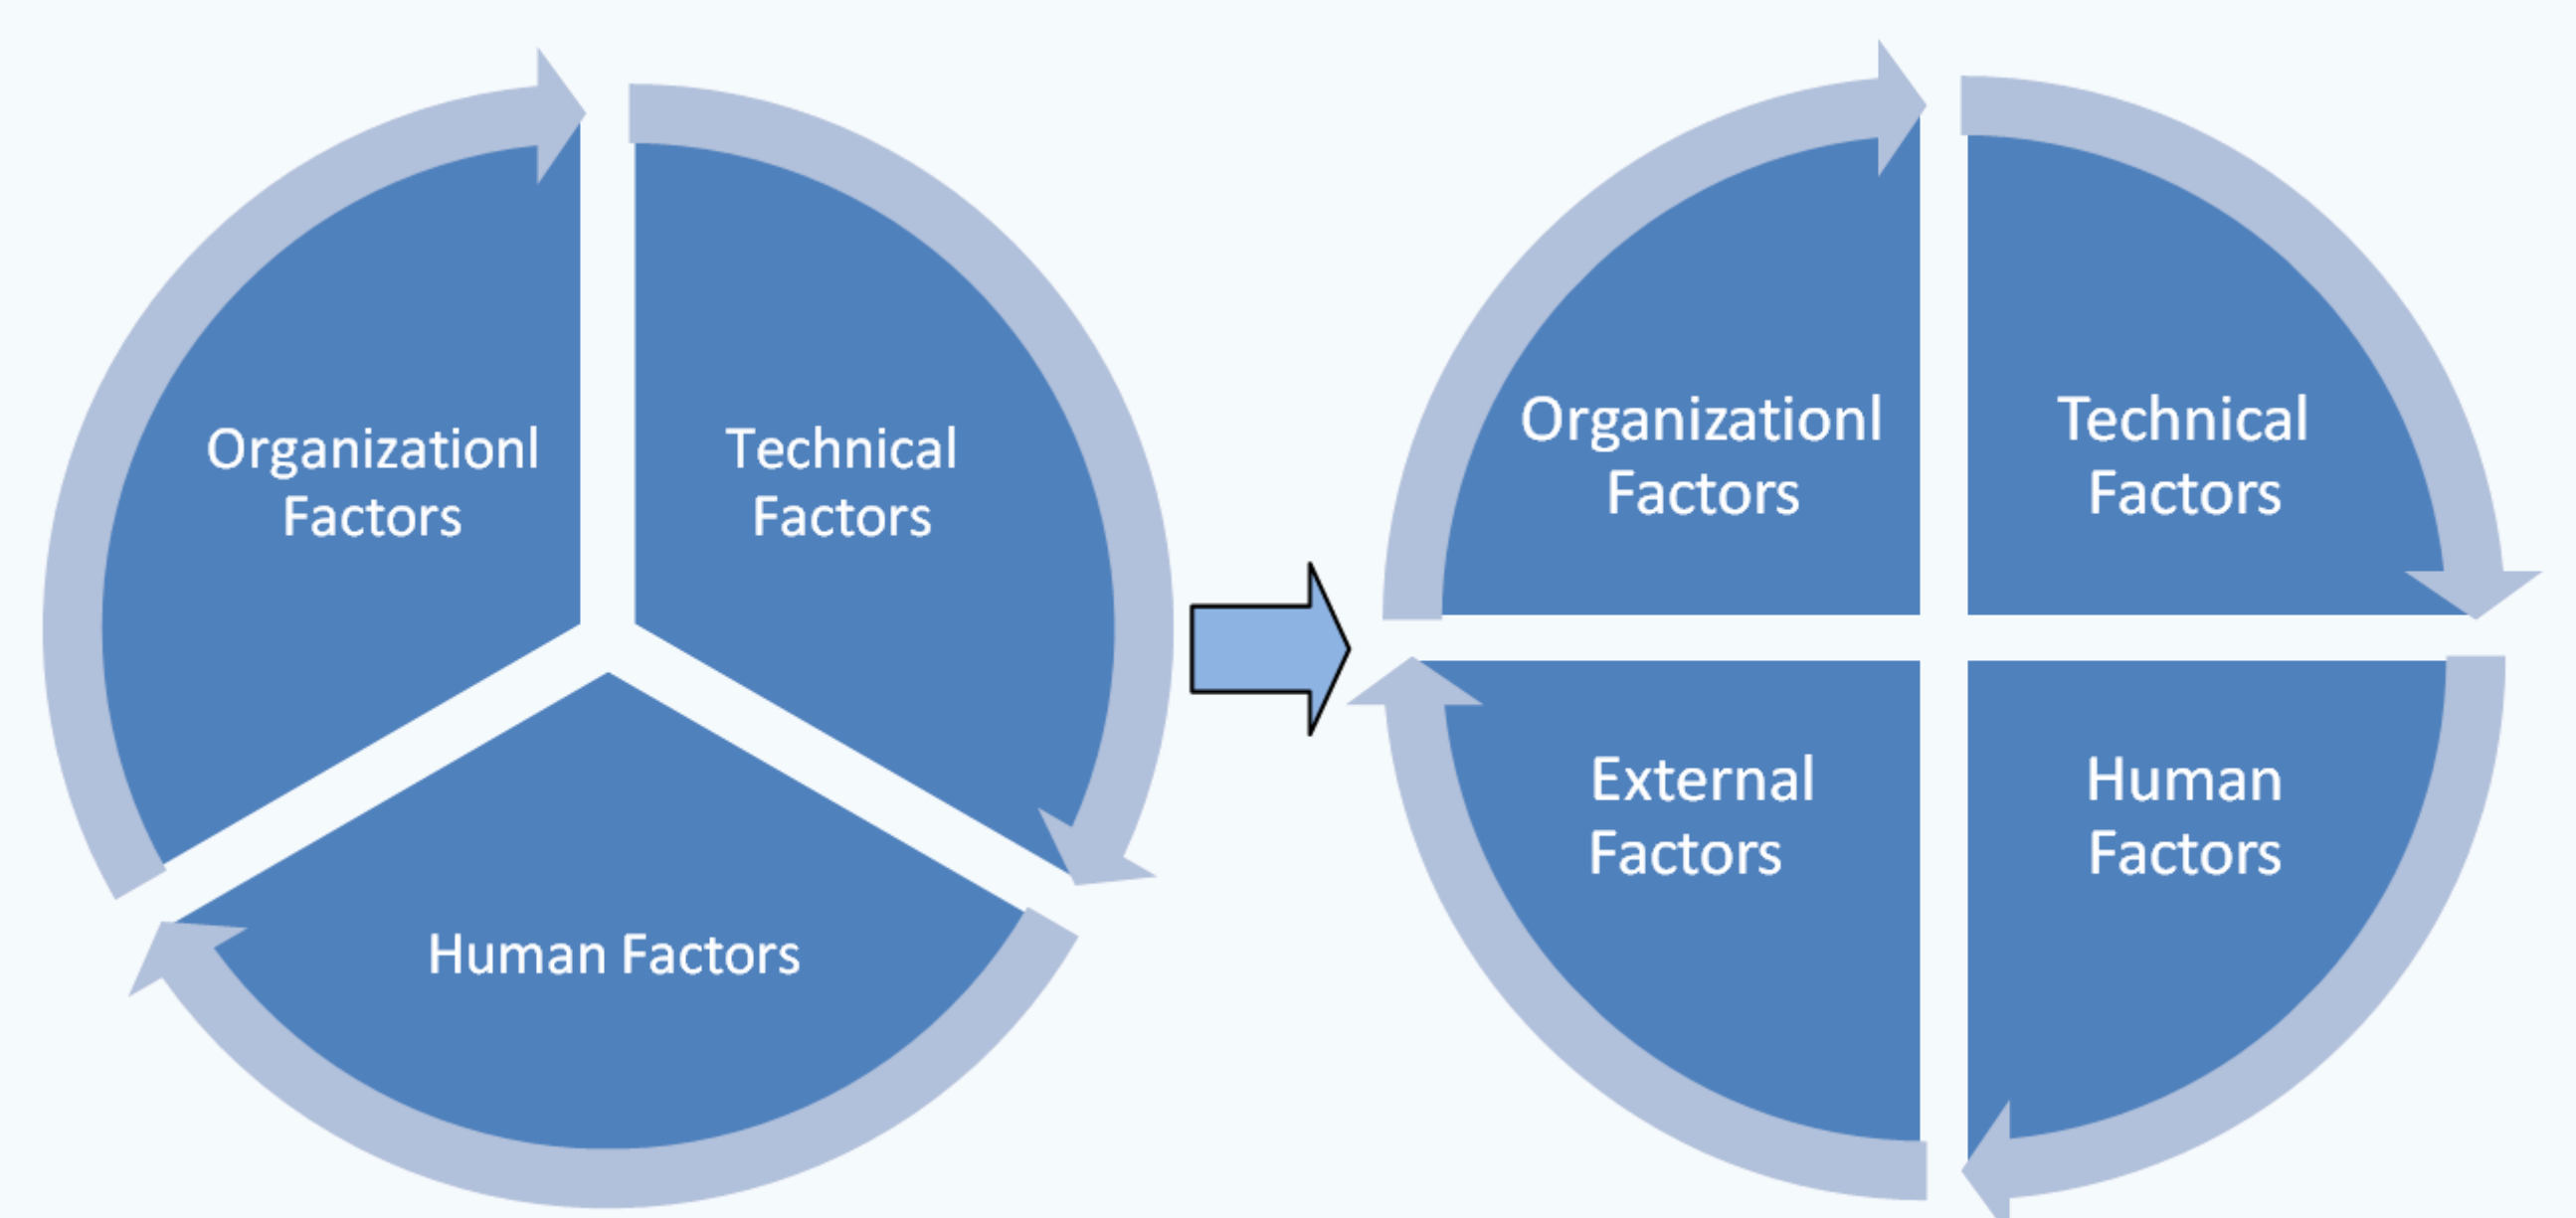 Organizationl
Factors
Technical
Factors
Human Factors
Organizationl
Factors
Technical
Factors
External
Factors
Human
Factors